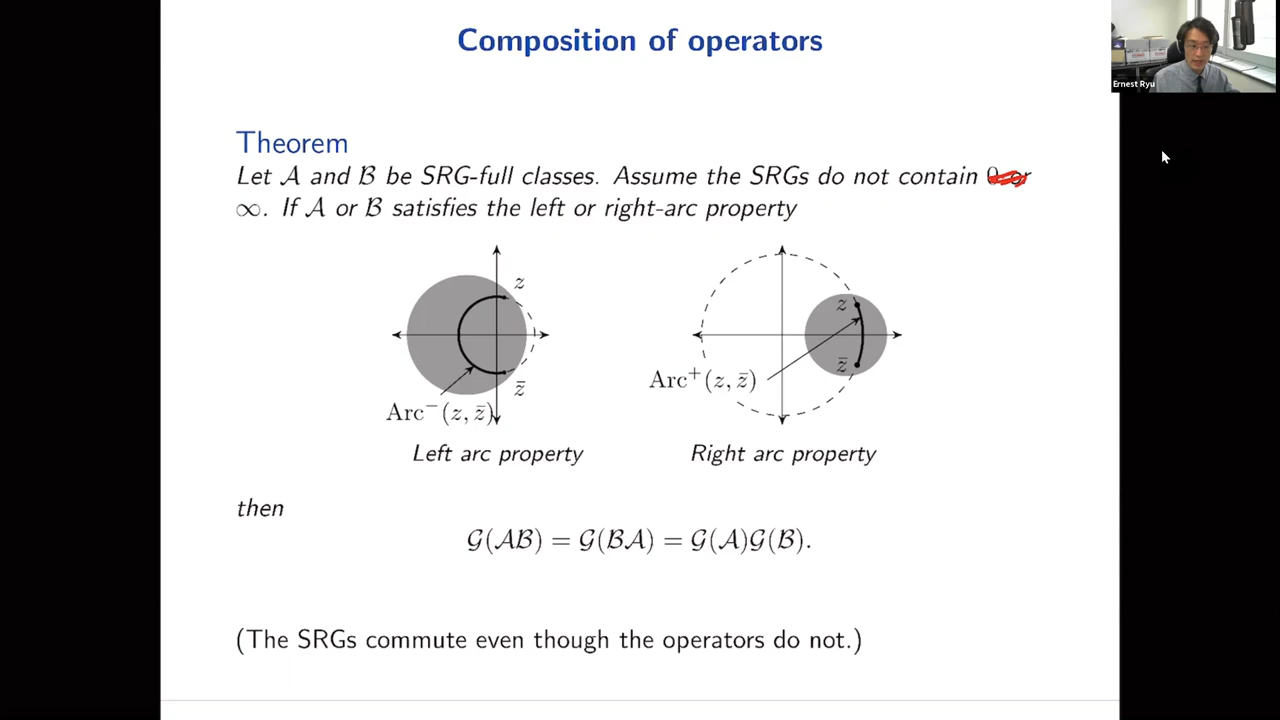 Composition of operators
Ernest Ryu
Theorem
Let 𝒜 and ℬ be SRG-full classes. Assume the SRGs do not contain 0 or
∞. If 𝒜 or ℬ satisfies the left or right-arc property
z
z̄
Arc⁻(z, z̄)
Left arc property
z
z̄
Arc⁺(z, z̄)
Right arc property
then
𝒢(𝒜ℬ) = 𝒢(ℬ𝒜) = 𝒢(𝒜)𝒢(ℬ).
(The SRGs commute even though the operators do not.)